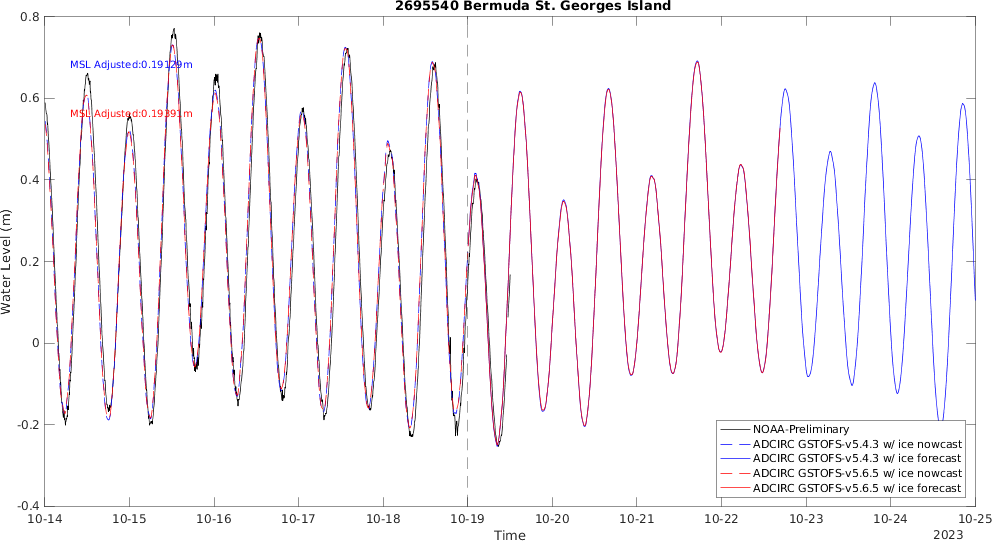 2695540 Bermuda St. Georges Island
0.8
0.6
0.4
0.2
0
-0.2
-0.4
Water Level (m)
MSL Adjusted:0.19129m
MSL Adjusted:0.19391m
NOAA-Preliminary
ADCIRC GSTOFS-v5.4.3 w/ ice nowcast
ADCIRC GSTOFS-v5.4.3 w/ ice forecast
ADCIRC GSTOFS-v5.6.5 w/ ice nowcast
ADCIRC GSTOFS-v5.6.5 w/ ice forecast
10-14 10-15 10-16 10-17 10-18 10-19 10-20 10-21 10-22 10-23 10-24 10-25
Time
2023